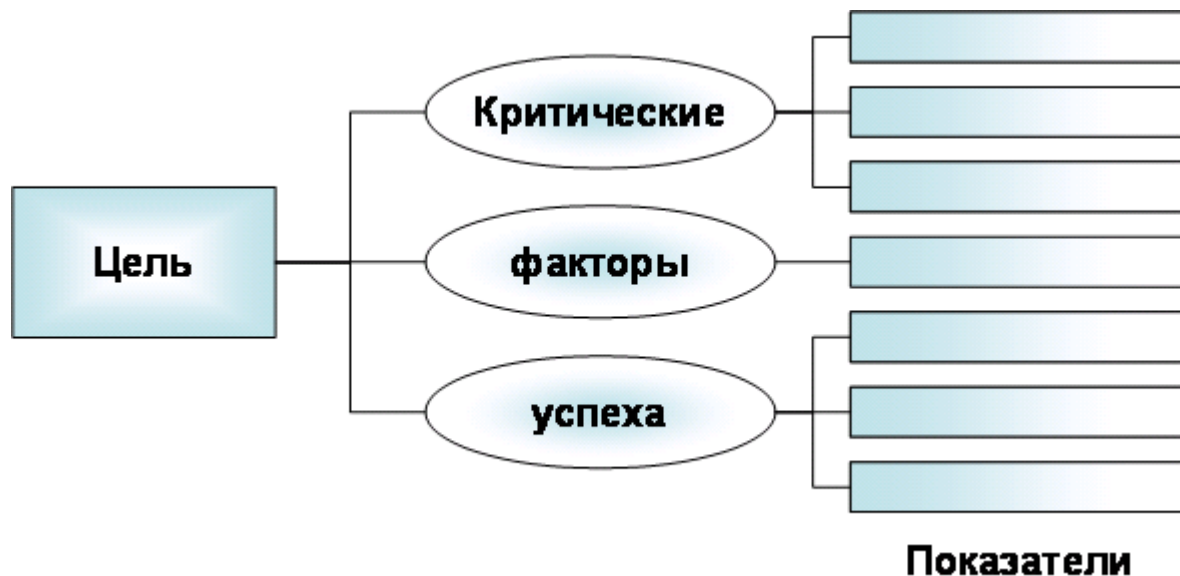 Критические
Цель
факторы
успеха
Показатели